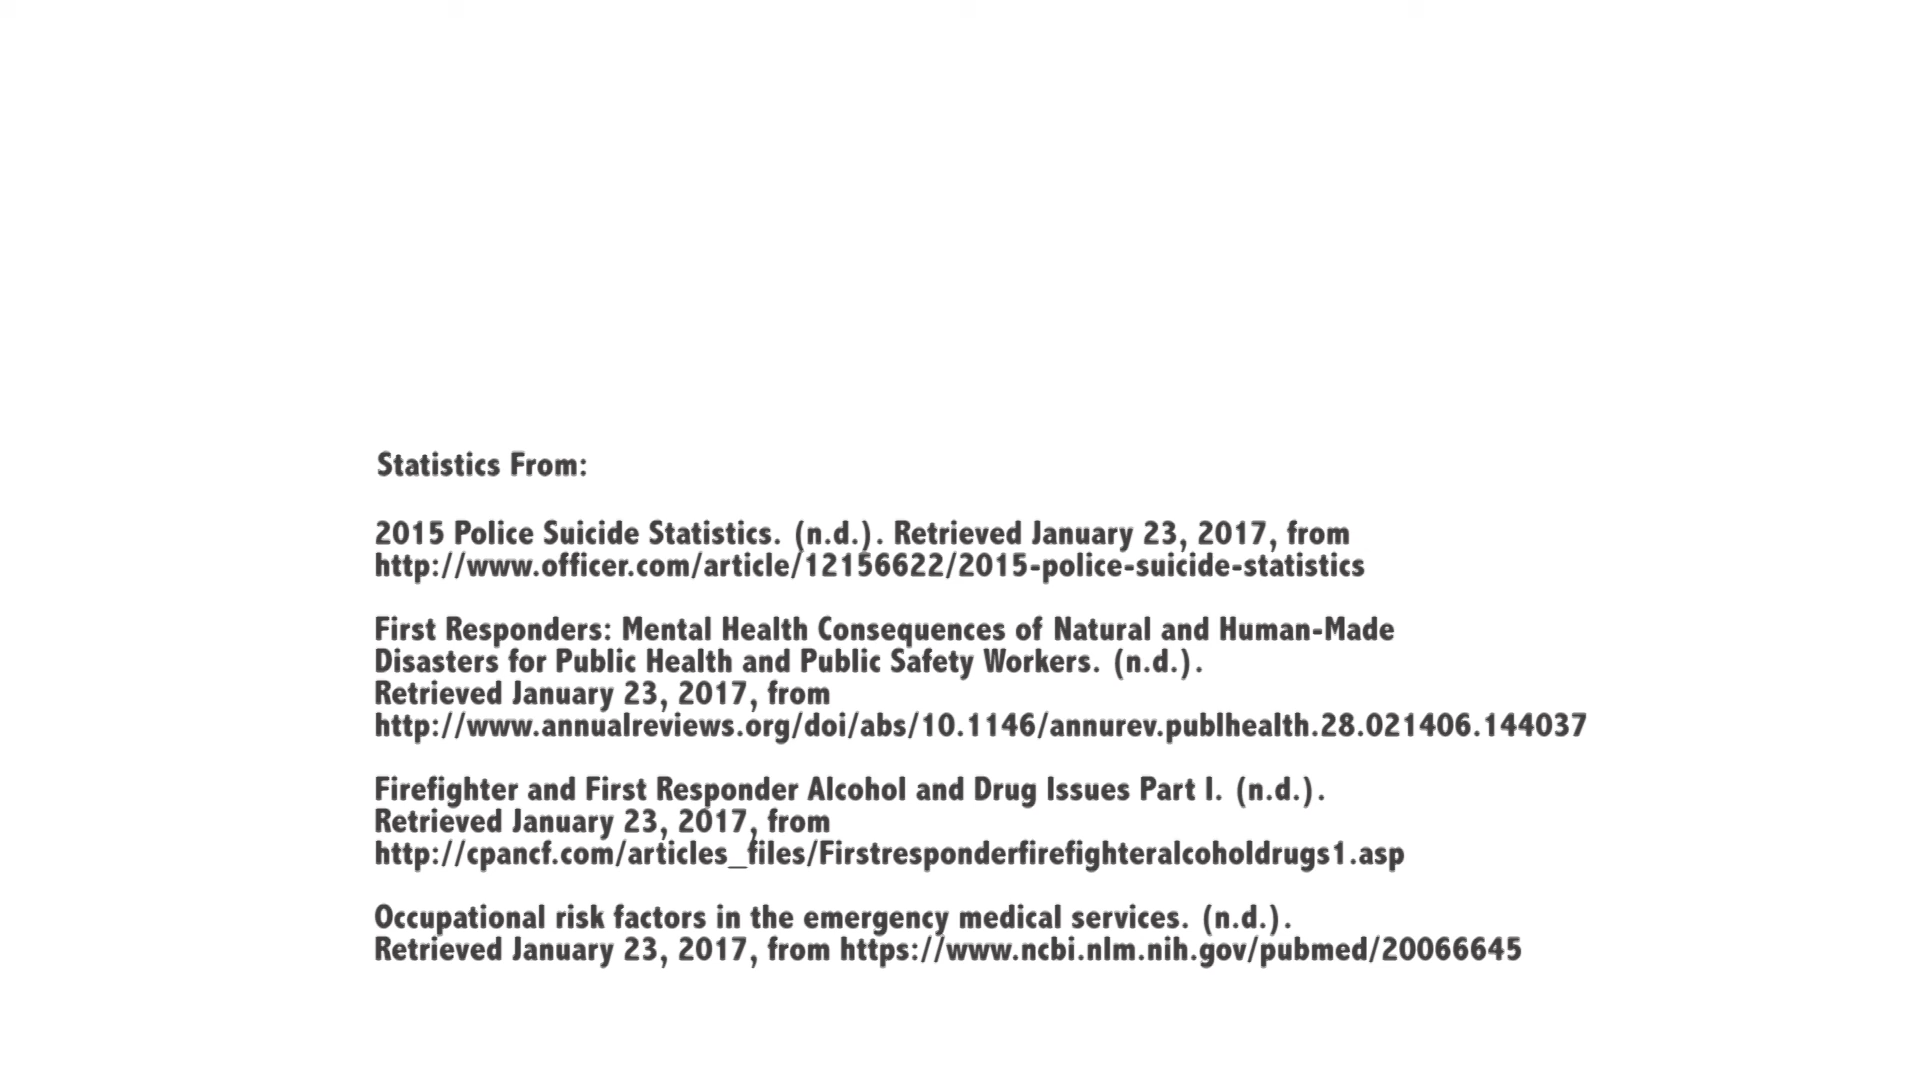 Statistics From:
2015 Police Suicide Statistics. (n.d.). Retrieved January 23, 2017, from
http://www.officer.com/article/12156622/2015-police-suicide-statistics
First Responders: Mental Health Consequences of Natural and Human-Made
Disasters for Public Health and Public Safety Workers. (n.d.).
Retrieved January 23, 2017, from
http://www.annualreviews.org/doi/abs/10.1146/annurev.publhealth.28.021406.144037
Firefighter and First Responder Alcohol and Drug Issues Part I. (n.d.).
Retrieved January 23, 2017, from
http://cpancf.com/articles_files/Firstresponderfirefighteralcoholdrugs1.asp
Occupational risk factors in the emergency medical services. (n.d.).
Retrieved January 23, 2017, from https://www.ncbi.nlm.nih.gov/pubmed/20066645